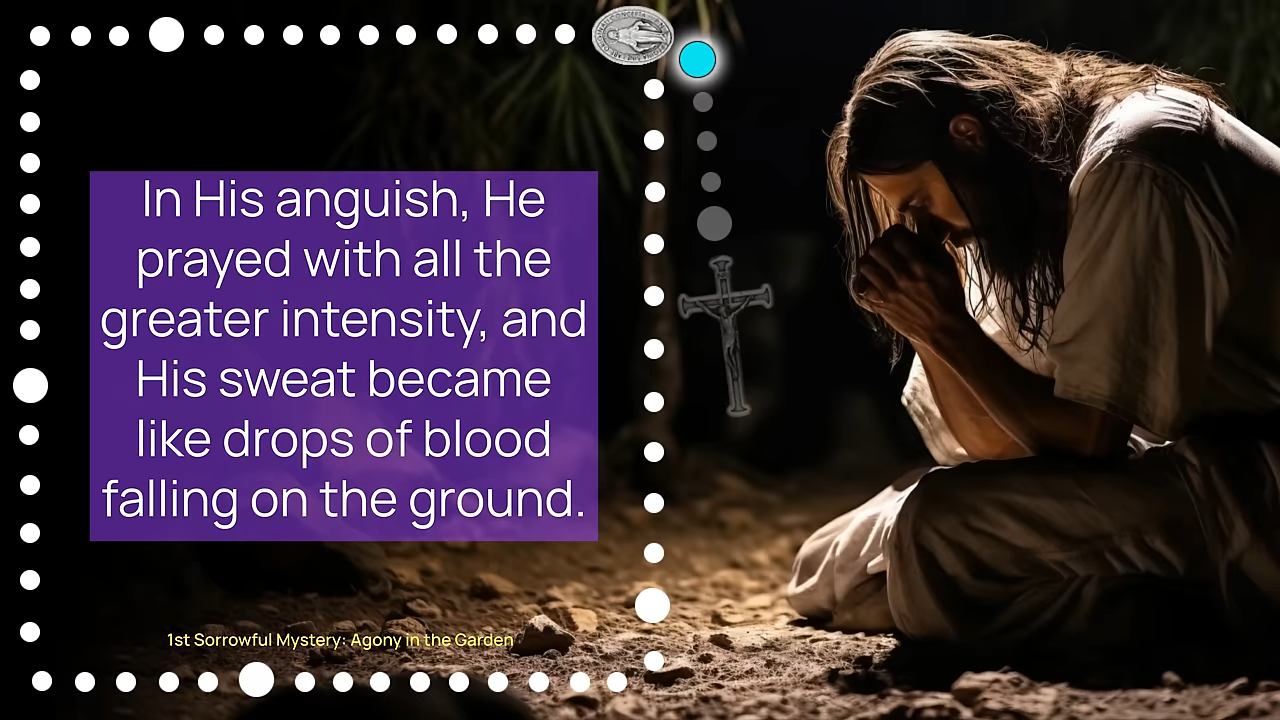 In His anguish, He
prayed with all the
greater intensity, and
His sweat became
like drops of blood
falling on the ground.
1st Sorrowful Mystery: Agony in the Garden